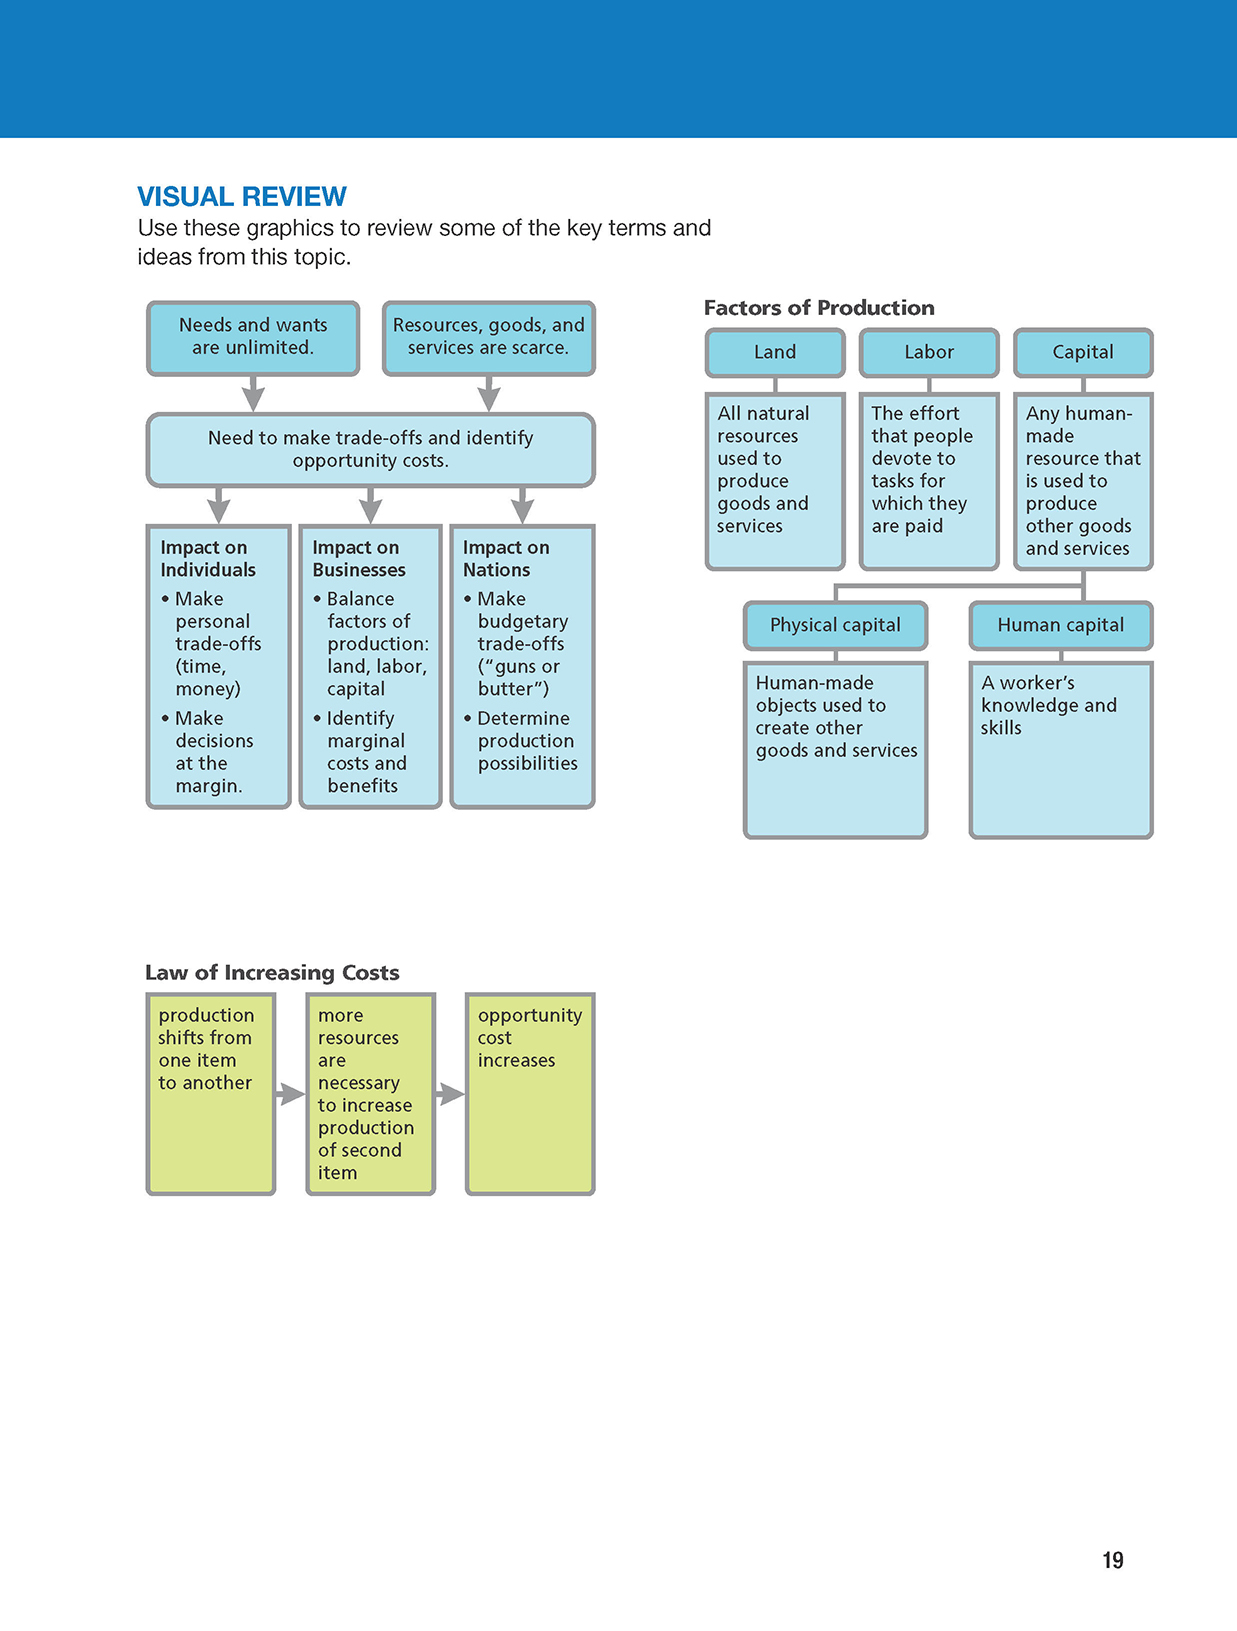 VISUAL REVIEW
Use these graphics to review some of the key terms and
ideas from this topic.
Needs and wants
are unlimited.
Resources, goods, and
services are scarce.
Need to make trade-offs and identify
opportunity costs.
Impact on
Individuals
• Make
personal
trade-offs
(time,
money)
• Make
decisions
at the
margin.
Impact on
Businesses
• Balance
factors of
production:
land, labor,
capital
• Identify
marginal
costs and
benefits
Impact on
Nations
• Make
budgetary
trade-offs
(“guns or
butter”)
• Determine
production
possibilities
Factors of Production
Land
All natural
resources
used to
produce
goods and
services
Labor
The effort
that people
devote to
tasks for
which they
are paid
Capital
Any human-
made
resource that
is used to
produce
other goods
and services
Physical capital
Human-made
objects used to
create other
goods and services
Human capital
A worker’s
knowledge and
skills
Law of Increasing Costs
production
shifts from
one item
to another
more
resources
are
necessary
to increase
production
of second
item
opportunity
cost
increases
19